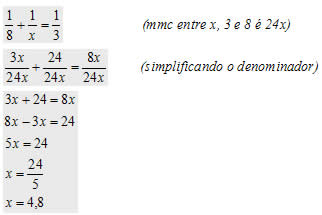 1/8 + 1/x = 1/3 (mmc entre x, 3 e 8 é 24x)
3x/24x + 24/24x = 8x/24x (simplificando o denominador)
3x + 24 = 8x
8x − 3x = 24
5x = 24
x = 24/5
x = 4,8